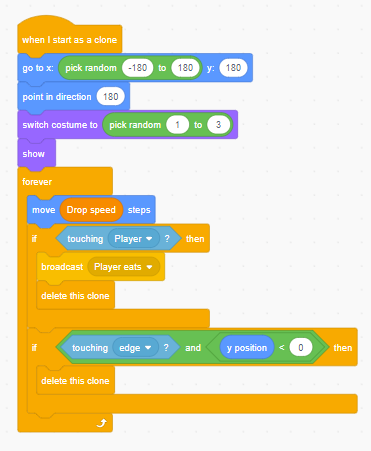 when I start as a clone
go to x: pick random -180 to 180 y: 180
point in direction 180
switch costume to pick random 1 to 3
show
forever
move Drop speed steps
if touching Player ? then
broadcast Player eats
delete this clone
if touching edge ? and y position < 0 then
delete this clone